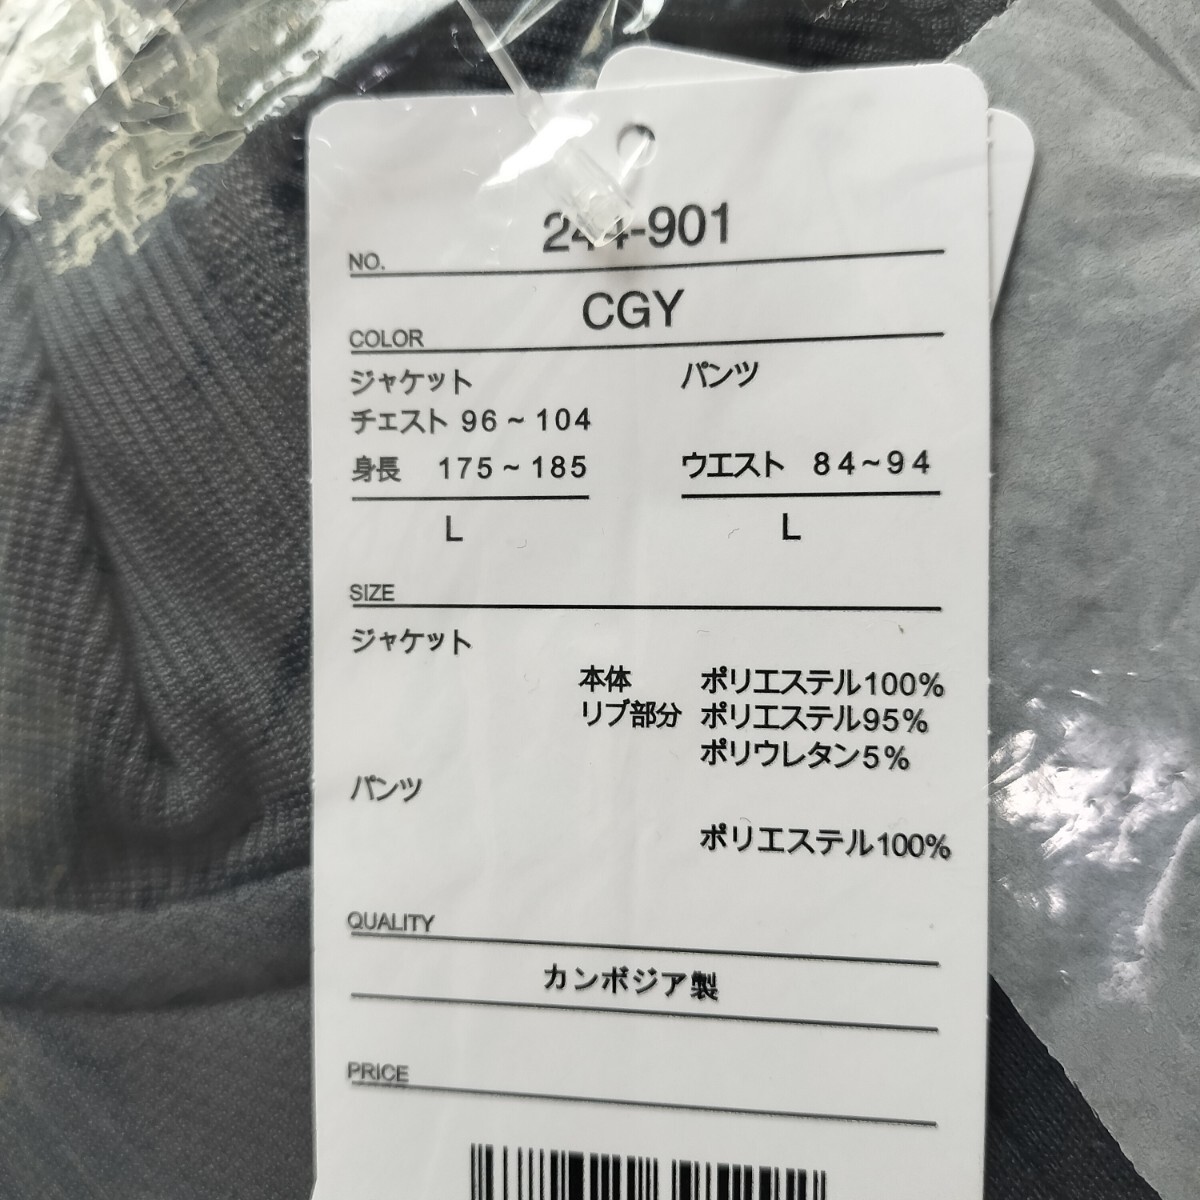 244-901
NO.
CGY
COLOR
ジャケット パンツ
チェスト 96～104
身長 175～185 ウエスト 84～94
L L
SIZE
ジャケット
本体 ポリエステル100%
リブ部分 ポリエステル95%
ポリウレタン5%
パンツ
ポリエステル100%
QUALITY
カンボジア製
PRICE